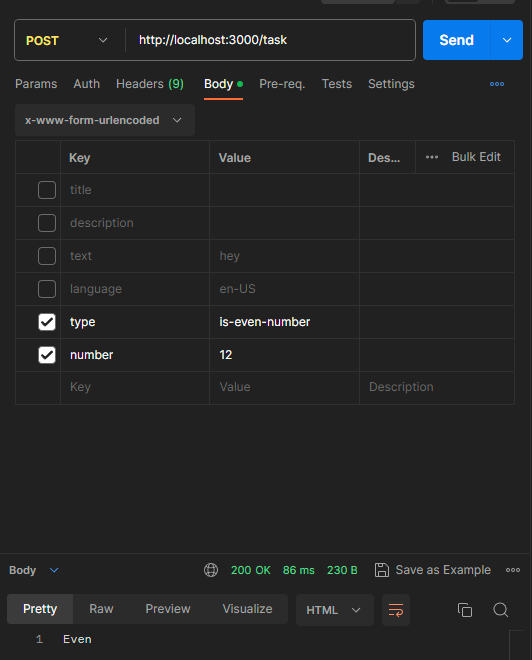 POST http://localhost:3000/task Send
Params Auth Headers (9) Body Pre-req. Tests Settings
x-www-form-urlencoded
Key Value Des... Bulk Edit
title
description
text hey
language en-US
type is-even-number
number 12
Key Value Description
Body 200 OK 86 ms 230 B Save as Example
Pretty Raw Preview Visualize HTML
1 Even